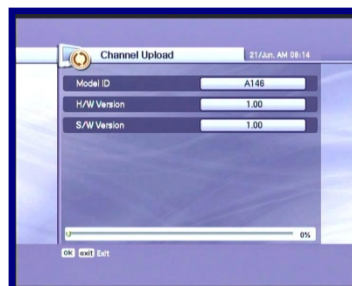 Channel Upload 21/Jun. AM 08:14
Model ID A146
H/W Version 1.00
S/W Version 1.00
0%
OK exit Exit